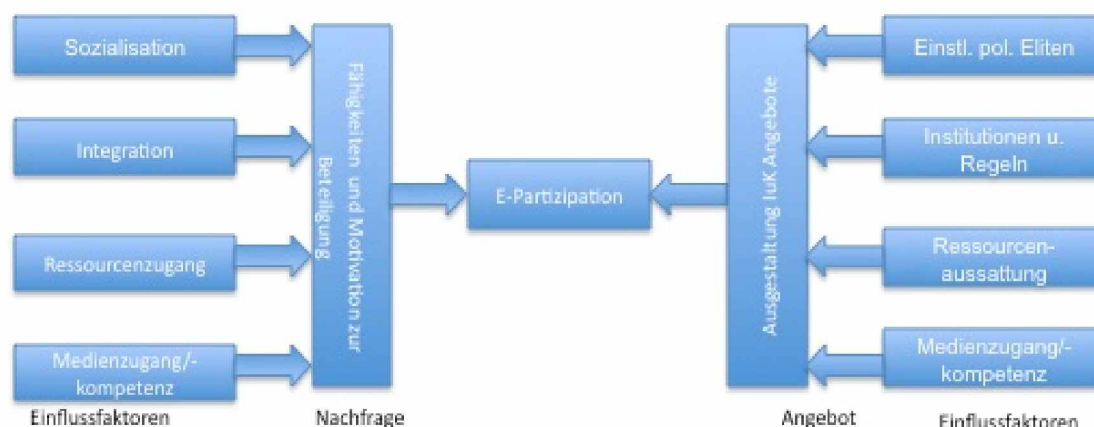 Sozialisation
Integration
Ressourcenzugang
Medienzugang/-
kompetenz
Einflussfaktoren
Fähigkeiten und Motivation zur
Beteiligung
Nachfrage
E-Partizipation
Ausgestaltung IuK Angebote
Angebot
Einstl. pol. Eliten
Institutionen u.
Regeln
Ressourcen-
aussattung
Medienzugang/-
kompetenz
Einflussfaktoren